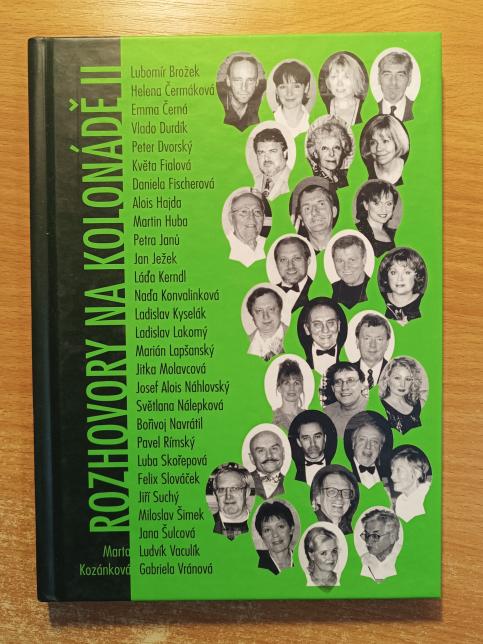 ROZHOVORY NA KOLONÁDĚ II
Lubomír Brožek
Helena Čermáková
Emma Černá
Vlado Durdík
Peter Dvorský
Květa Fialová
Daniela Fischerová
Alois Hajda
Martin Huba
Petra Janů
Jan Ježek
Láďa Kerndl
Naďa Konvalinková
Ladislav Kyselák
Ladislav Lakomý
Marián Lapšanský
Jitka Molavcová
Josef Alois Náhlovský
Světlana Nálepková
Bořivoj Navrátil
Pavel Rímský
Luba Skořepová
Felix Slováček
Jiří Suchý
Miloslav Šimek
Jana Šulcová
Ludvík Vaculík
Gabriela Vránová
Marta
Kozánková